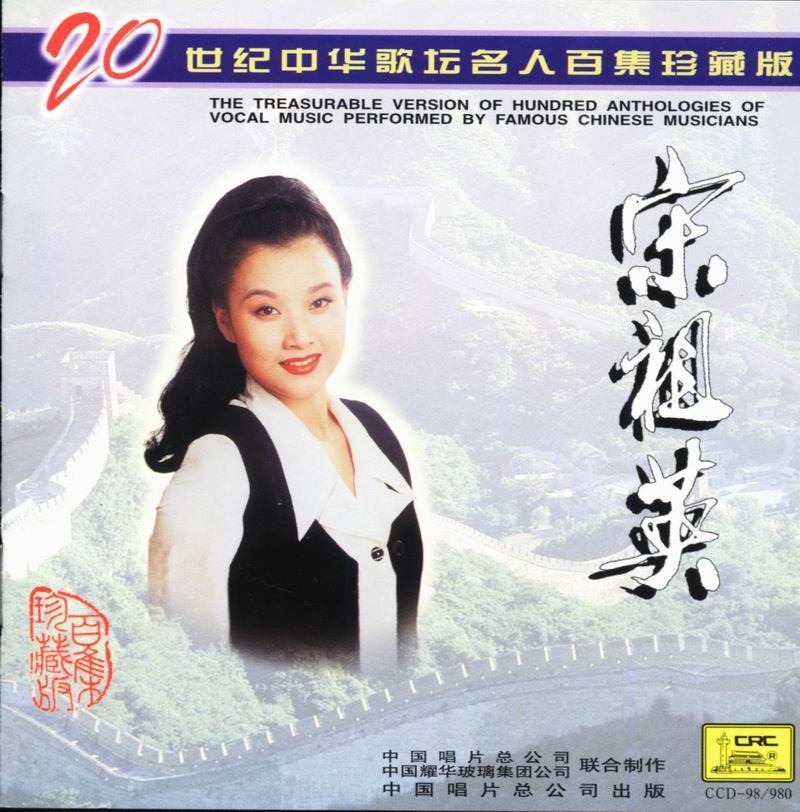 20世纪中华歌坛名人百集珍藏版
THE TREASURABLE VERSION OF HUNDRED ANTHOLOGIES OF
VOCAL MUSIC PERFORMED BY FAMOUS CHINESE MUSICIANS
宋祖英
百集
珍藏版
中国唱片总公司
中国耀华玻璃集团公司 联合制作
中国唱片总公司出版
CRC
®
CCD-98/980